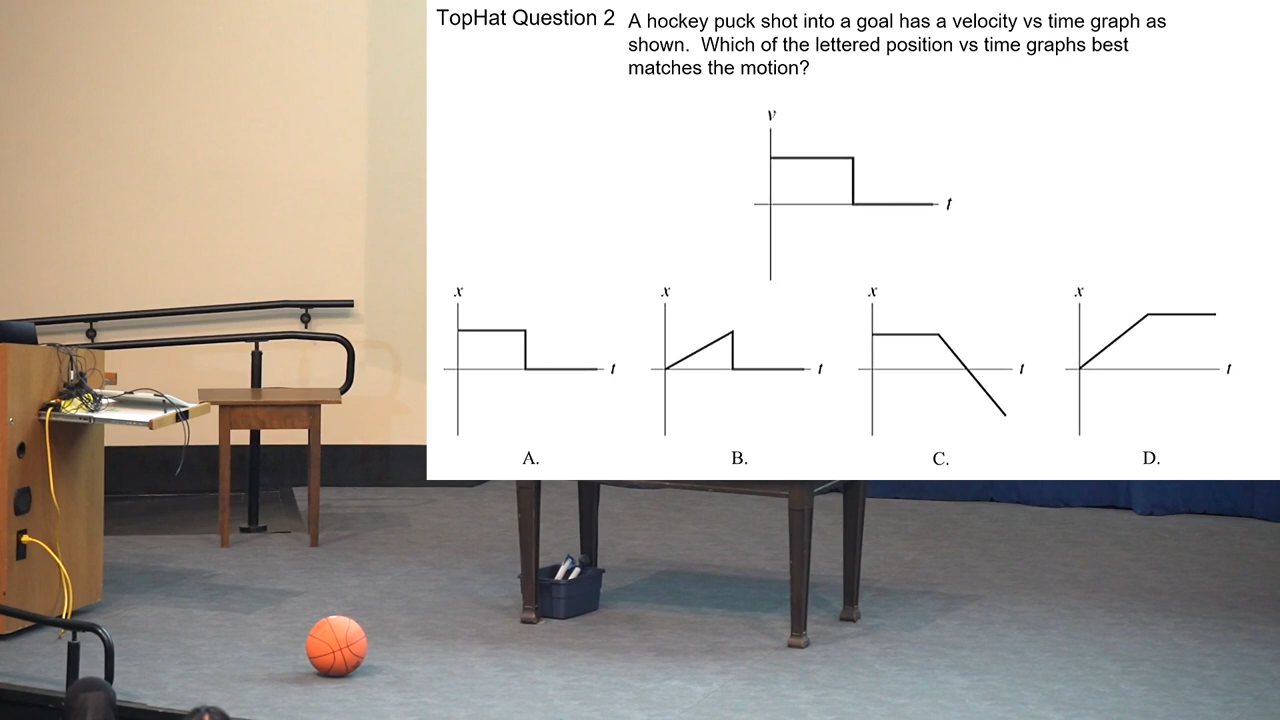 TopHat Question 2
A hockey puck shot into a goal has a velocity vs time graph as
shown. Which of the lettered position vs time graphs best
matches the motion?
v
t
x
t
x
t
x
t
x
t
A.
B.
C.
D.